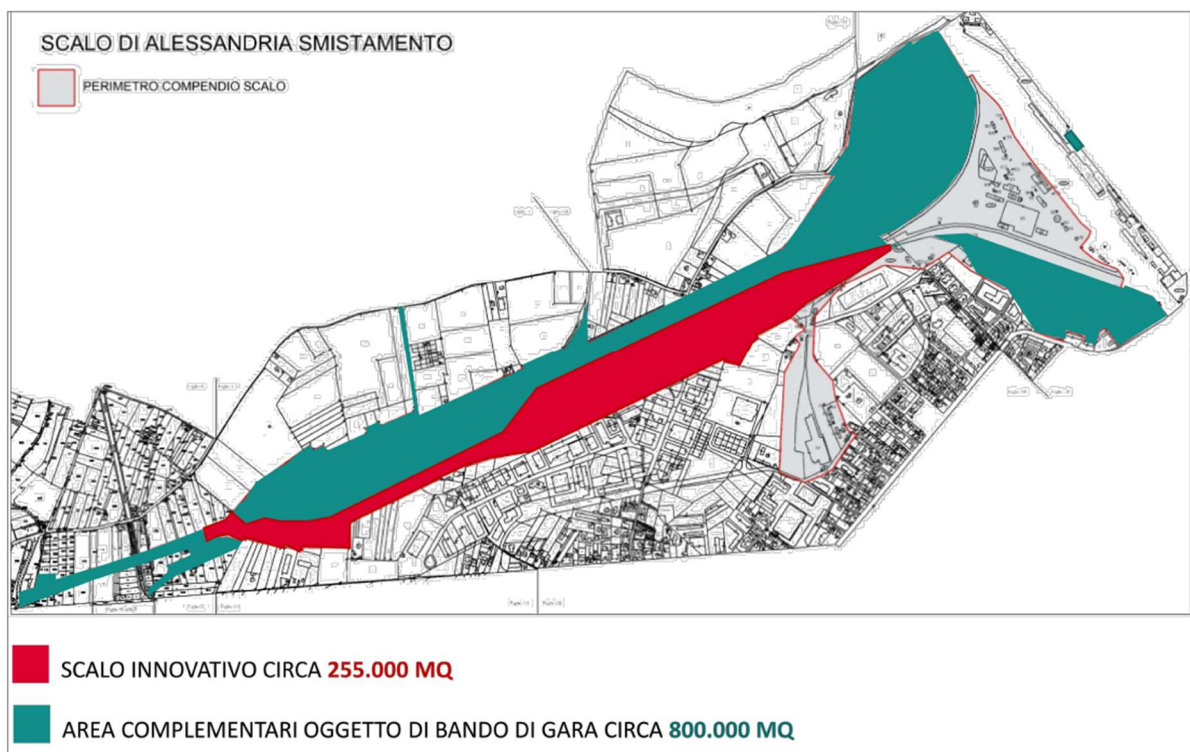 SCALO DI ALESSANDRIA SMISTAMENTO
PERIMETRO COMPENDIO SCALO
SCALO INNOVATIVO CIRCA 255.000 MQ
AREA COMPLEMENTARI OGGETTO DI BANDO DI GARA CIRCA 800.000 MQ